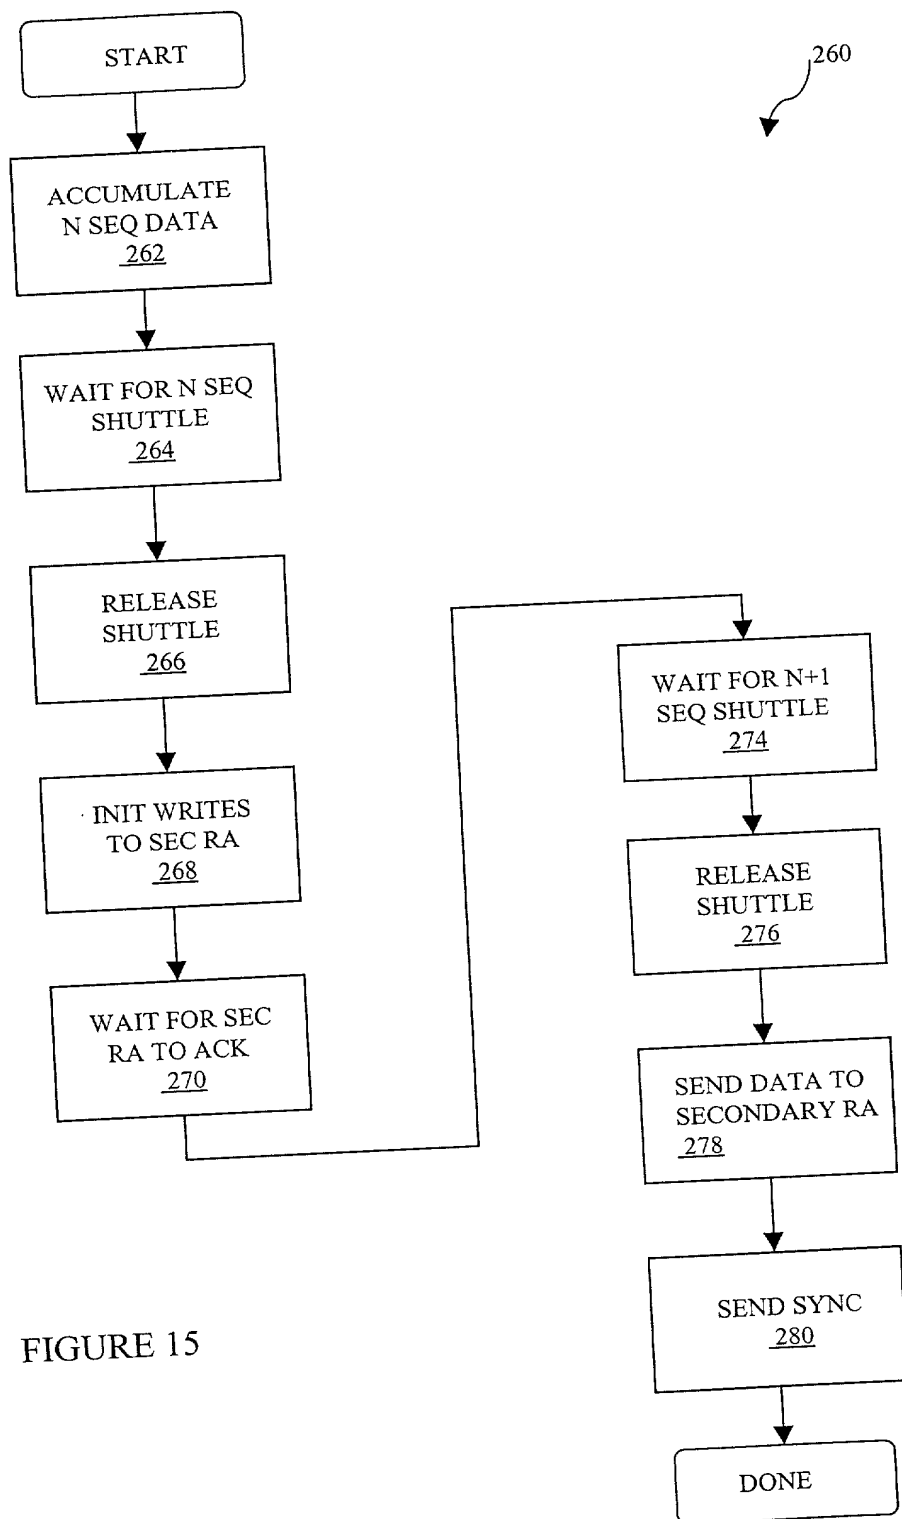 START
260
ACCUMULATE
N SEQ DATA
262
WAIT FOR N SEQ
SHUTTLE
264
RELEASE
SHUTTLE
266
INIT WRITES
TO SEC RA
268
WAIT FOR SEC
RA TO ACK
270
WAIT FOR N+1
SEQ SHUTTLE
274
RELEASE
SHUTTLE
276
SEND DATA TO
SECONDARY RA
278
SEND SYNC
280
DONE
FIGURE 15